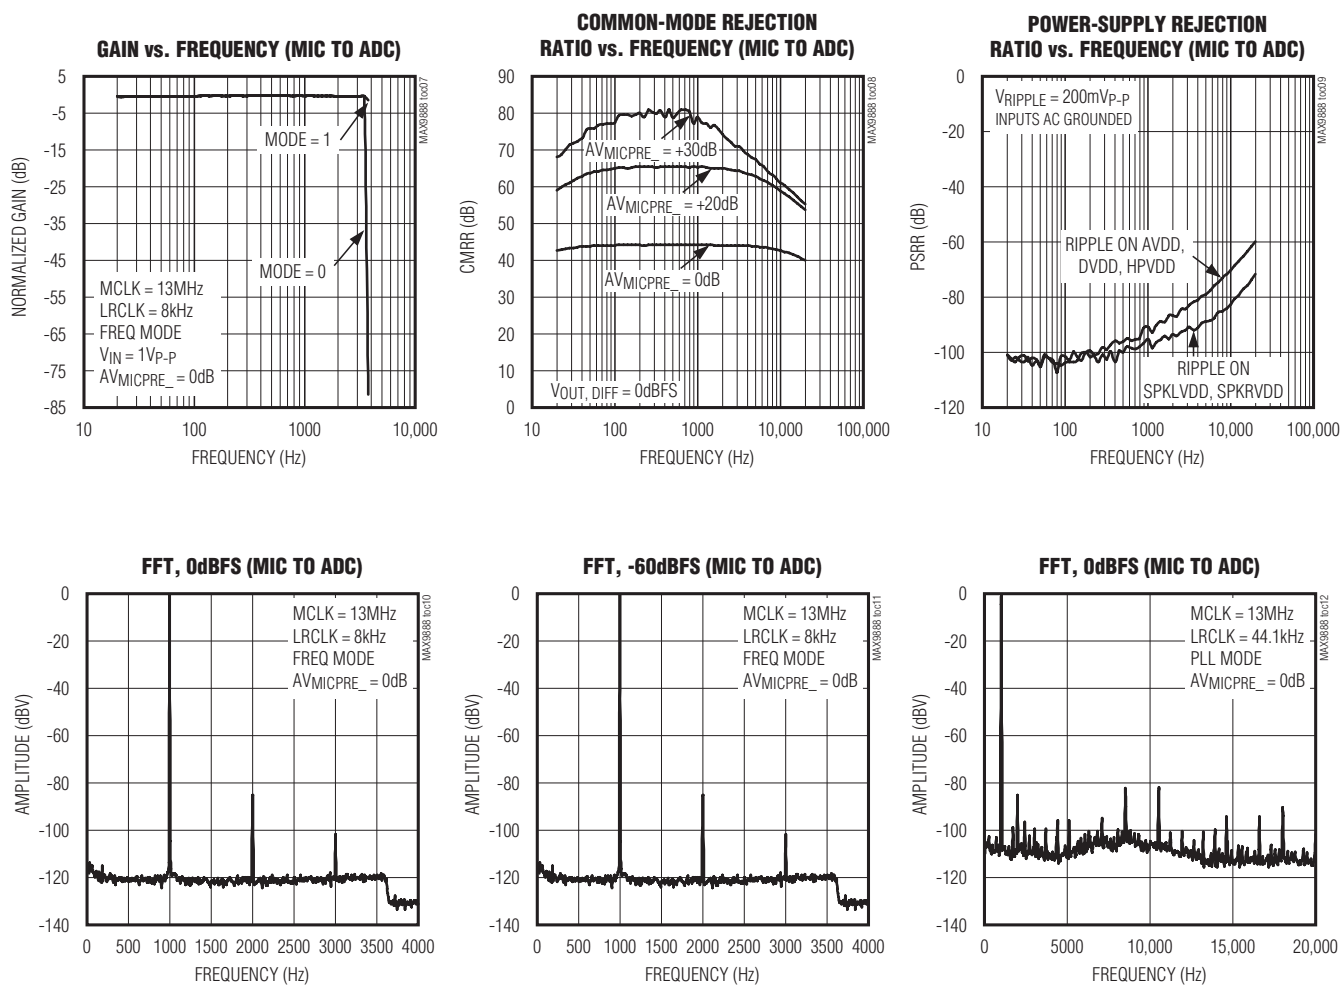 GAIN vs. FREQUENCY (MIC TO ADC)
5
-5
-15
-25
-35
-45
-55
-65
-75
-85
NORMALIZED GAIN (dB)
MODE = 1
MODE = 0
MCLK = 13MHz
LRCLK = 8kHz
FREQ MODE
VIN = 1VP-P
AVMICPRE_ = 0dB
10
100
1000
10,000
FREQUENCY (Hz)
MAX9888 toc07
COMMON-MODE REJECTION
RATIO vs. FREQUENCY (MIC TO ADC)
90
80
70
60
50
40
30
20
10
0
CMRR (dB)
AVMICPRE_ = +30dB
AVMICPRE_ = +20dB
AVMICPRE_ = 0dB
VOUT, DIFF = 0dBFS
10
100
1000
10,000
100,000
FREQUENCY (Hz)
MAX9888 toc08
POWER-SUPPLY REJECTION
RATIO vs. FREQUENCY (MIC TO ADC)
0
-20
-40
-60
-80
-100
-120
PSRR (dB)
VRIPPLE = 200mVP-P
INPUTS AC GROUNDED
RIPPLE ON AVDD,
DVDD, HPVDD
RIPPLE ON
SPKLVDD, SPKRVDD
10
100
1000
10,000
100,000
FREQUENCY (Hz)
MAX9888 toc09
FFT, 0dBFS (MIC TO ADC)
0
-20
-40
-60
-80
-100
-120
-140
AMPLITUDE (dBV)
MCLK = 13MHz
LRCLK = 8kHz
FREQ MODE
AVMICPRE_ = 0dB
0
500
1000
1500
2000
2500
3000
3500
4000
FREQUENCY (Hz)
MAX9888 toc10
FFT, -60dBFS (MIC TO ADC)
0
-20
-40
-60
-80
-100
-120
-140
AMPLITUDE (dBV)
MCLK = 13MHz
LRCLK = 8kHz
FREQ MODE
AVMICPRE_ = 0dB
0
500
1000
1500
2000
2500
3000
3500
4000
FREQUENCY (Hz)
MAX9888 toc11
FFT, 0dBFS (MIC TO ADC)
0
-20
-40
-60
-80
-100
-120
-140
AMPLITUDE (dBV)
MCLK = 13MHz
LRCLK = 44.1kHz
PLL MODE
AVMICPRE_ = 0dB
0
5000
10,000
15,000
20,000
FREQUENCY (Hz)
MAX9888 toc12